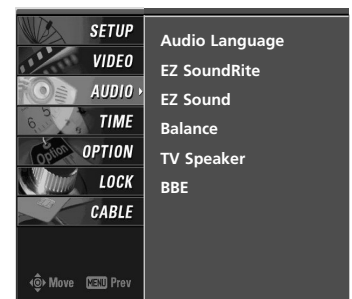 SETUP
VIDEO
AUDIO
TIME
OPTION
LOCK
CABLE
Move MENU Prev
Audio Language
EZ SoundRite
EZ Sound
Balance
TV Speaker
BBE